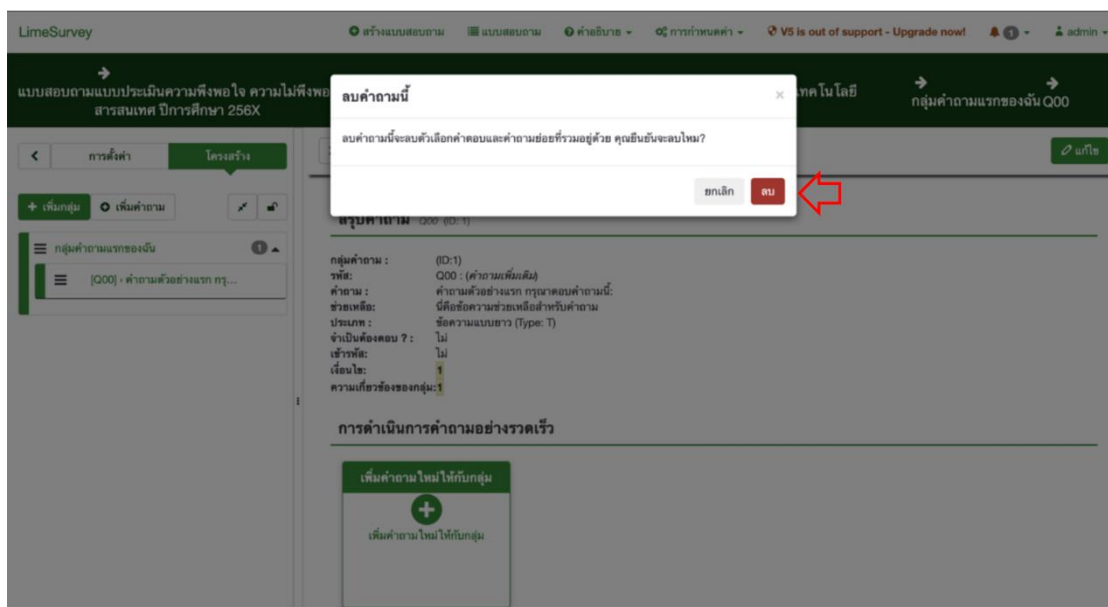 LimeSurvey
สร้างแบบสอบถาม
แบบสอบถาม
คำอธิบาย
การกำหนดค่า
V5 is out of support - Upgrade now!
1
admin
แบบสอบถามแบบประเมินความพึงพอใจ ความไม่พึงพอ
เทคโนโลยี
สารสนเทศ ปีการศึกษา 256X
กลุ่มคำถามแรกของฉัน
Q00
ลบคำถามนี้
×
ลบคำถามนี้จะลบตัวเลือกคำตอบและคำถามย่อยที่รวมอยู่ด้วย คุณยืนยันจะลบไหม?
ยกเลิก
ลบ
การตั้งค่า
โครงสร้าง
แก้ไข
เพิ่มกลุ่ม
เพิ่มคำถาม
กลุ่มคำถามแรกของฉัน
1
[Q00] › คำถามตัวอย่างแรก กรุ...
สรุปคำถาม Q00 (ID: 1)
กลุ่มคำถาม : (ID:1)
รหัส: Q00 : (คำถามเพิ่มเติม)
คำถาม : คำถามตัวอย่างแรก กรุณาตอบคำถามนี้:
ช่วยเหลือ: นี่คือข้อความช่วยเหลือสำหรับคำถาม
ประเภท : ข้อความแบบยาว (Type: T)
จำเป็นต้องตอบ ? : ไม่
เข้ารหัส: ไม่
เงื่อนไข: 1
ความเกี่ยวข้องของกลุ่ม: 1
การดำเนินการคำถามอย่างรวดเร็ว
เพิ่มคำถามใหม่ให้กับกลุ่ม
เพิ่มคำถามใหม่ให้กับกลุ่ม